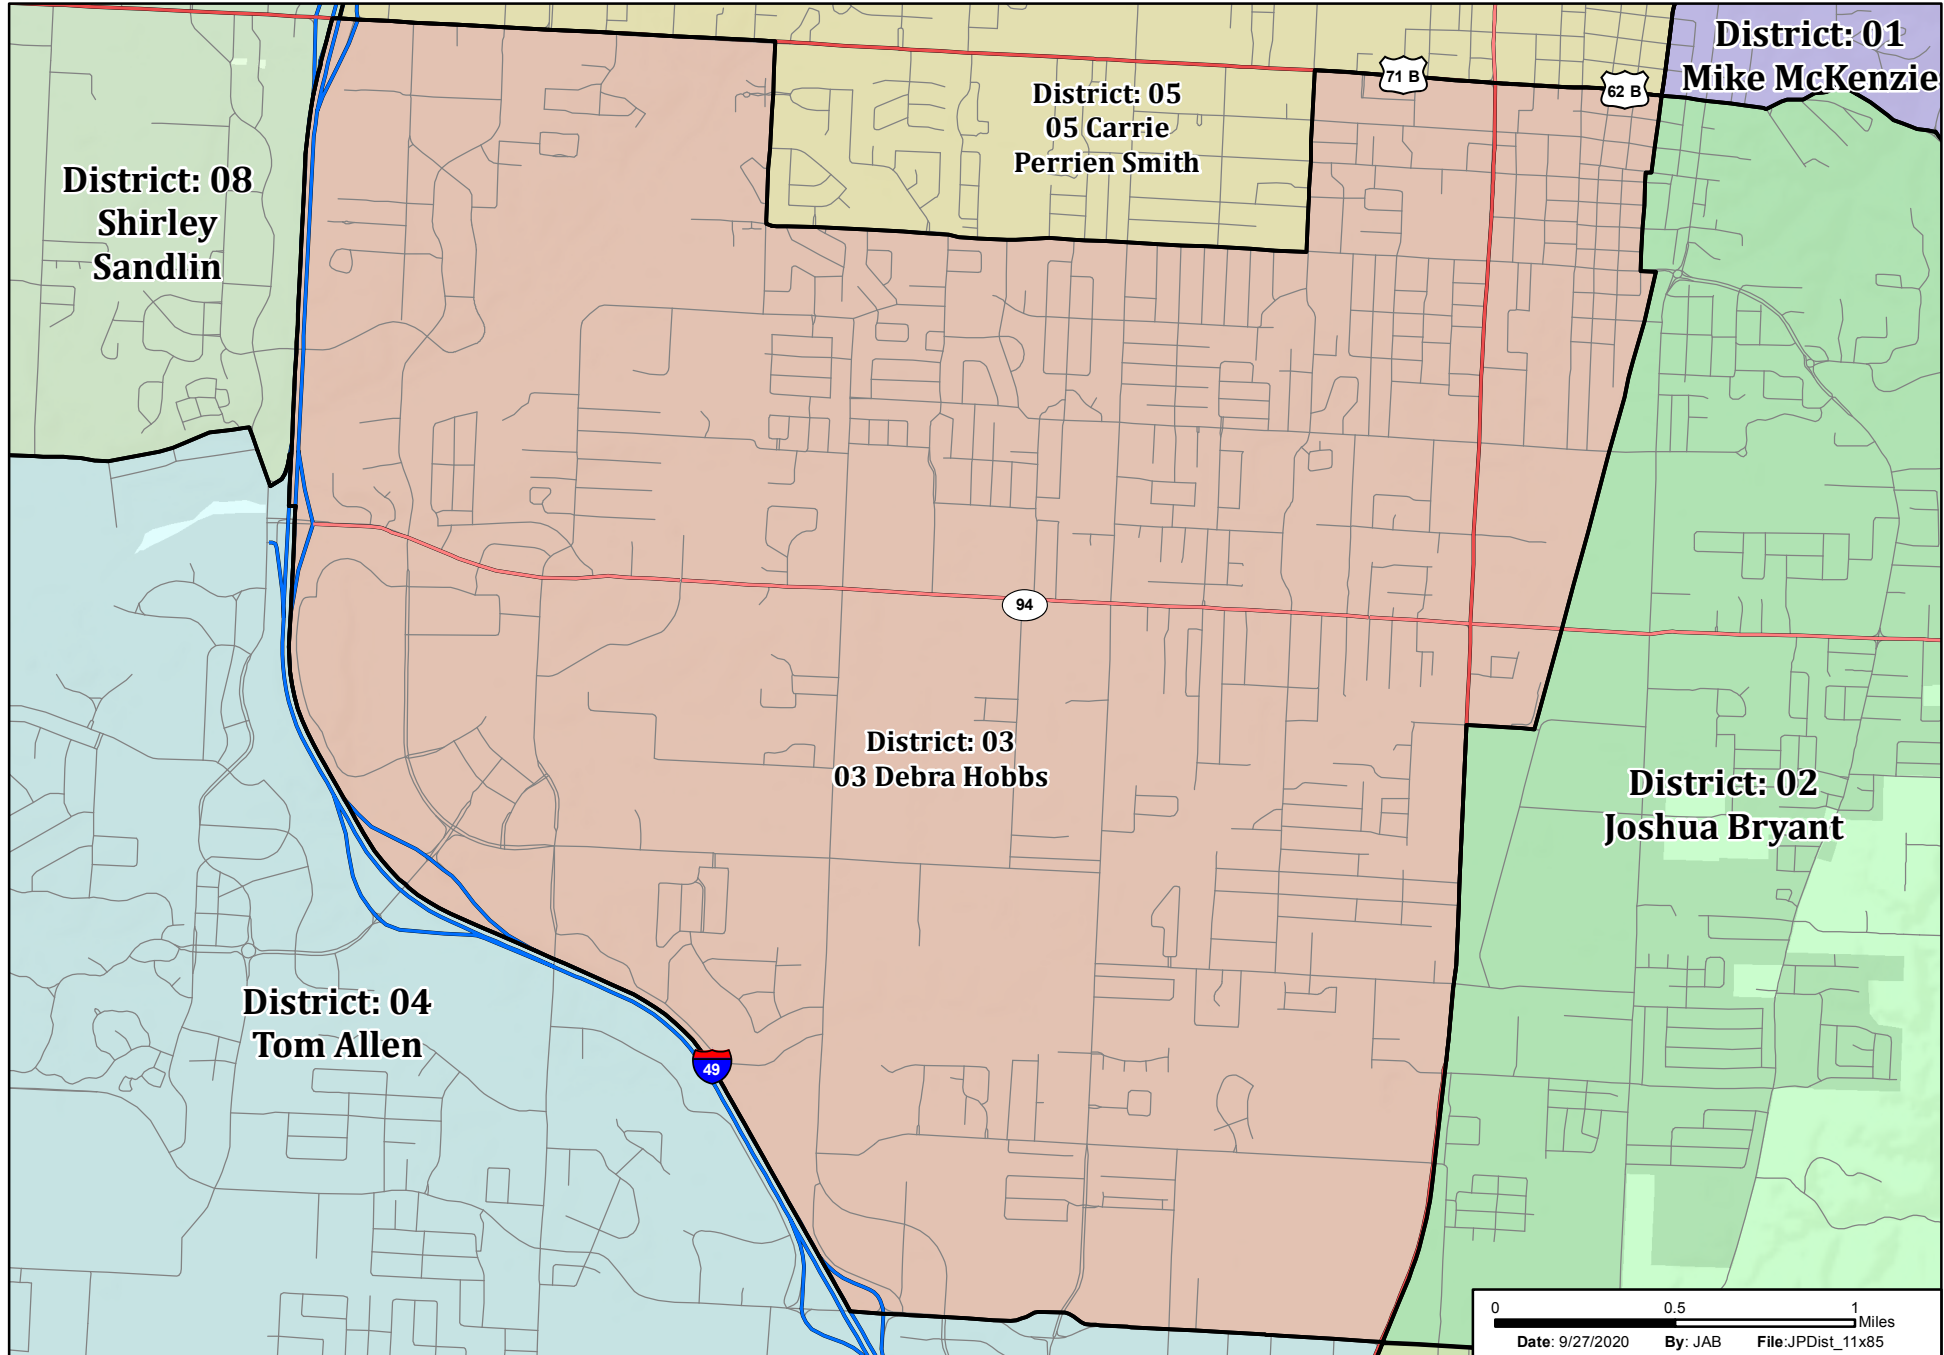 District: 01
Mike McKenzie
71 B
62 B
District: 05
05 Carrie
Perrien Smith
District: 08
Shirley
Sandlin
94
District: 03
03 Debra Hobbs
District: 02
Joshua Bryant
District: 04
Tom Allen
49
0 0.5 1
Miles
Date: 9/27/2020 By: JAB File:JPDist_11x85